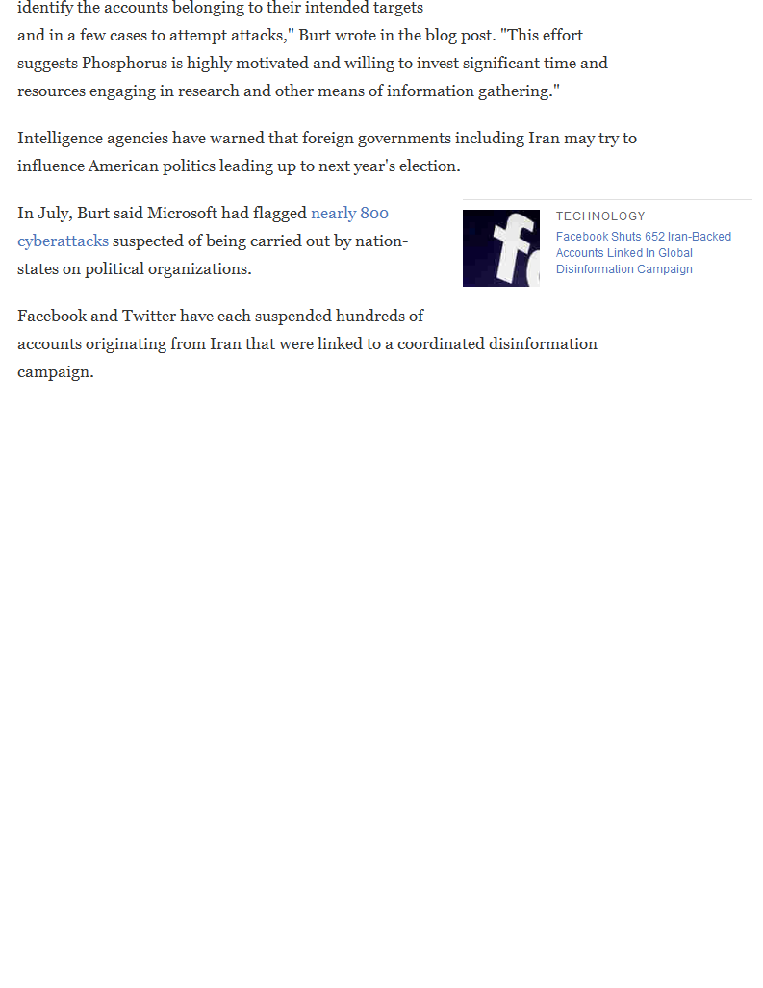 identify the accounts belonging to their intended targets
and in a few cases to attempt attacks," Burt wrote in the blog post. "This effort
suggests Phosphorus is highly motivated and willing to invest significant time and
resources engaging in research and other means of information gathering."
Intelligence agencies have warned that foreign governments including Iran may try to
influence American politics leading up to next year's election.
In July, Burt said Microsoft had flagged nearly 800
cyberattacks suspected of being carried out by nation-
states on political organizations.
TECHNOLOGY
Facebook Shuts 652 Iran-Backed
Accounts Linked In Global
Disinformation Campaign
Facebook and Twitter have each suspended hundreds of
accounts originating from Iran that were linked to a coordinated disinformation
campaign.